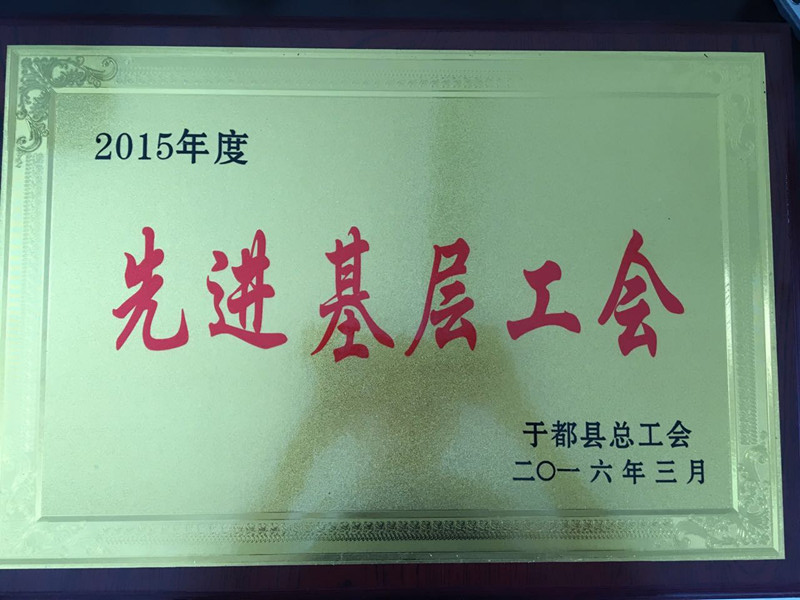 2015年度
先进基层工会
于都县总工会
二〇一六年三月